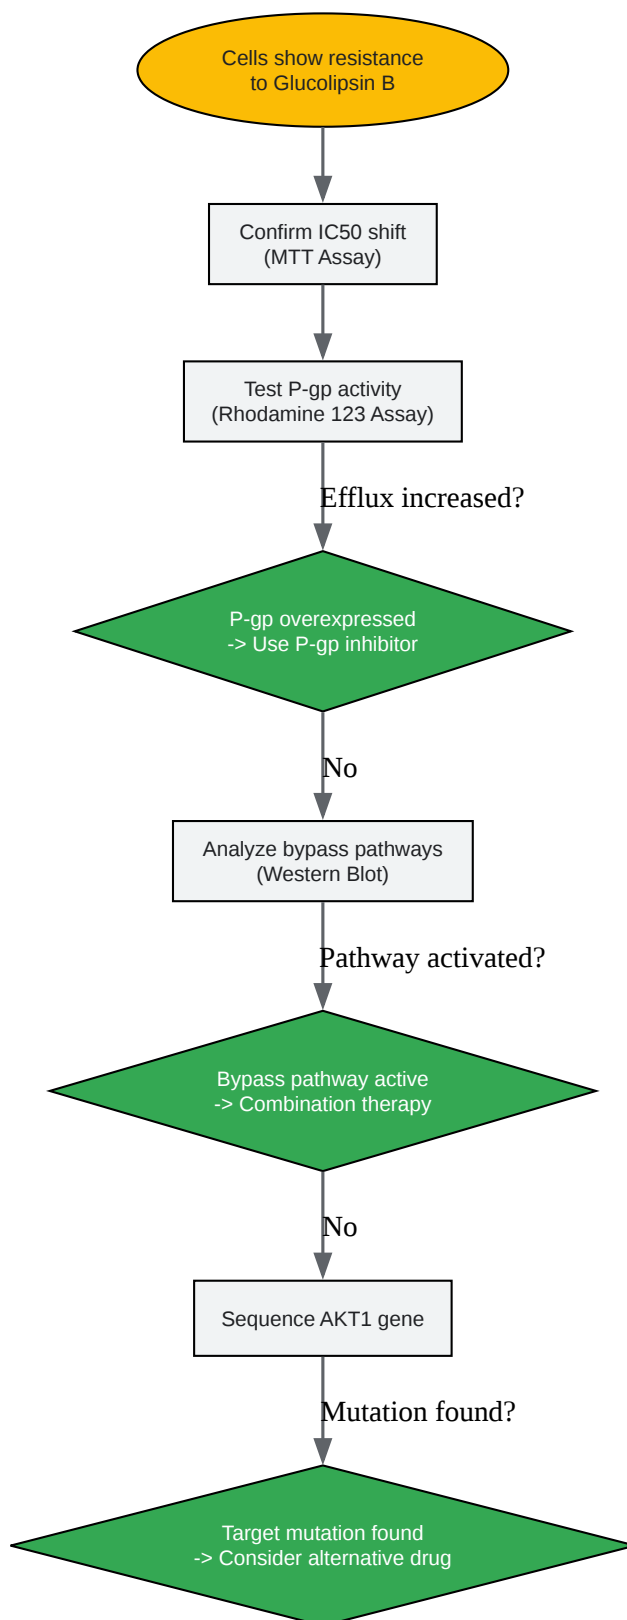 Cells show resistance
to Glucolipsin B
Confirm IC50 shift
(MTT Assay)
Test P-gp activity
(Rhodamine 123 Assay)
Efflux increased?
P-gp overexpressed
-> Use P-gp inhibitor
No
Analyze bypass pathways
(Western Blot)
Pathway activated?
Bypass pathway active
-> Combination therapy
No
Sequence AKT1 gene
Mutation found?
Target mutation found
-> Consider alternative drug